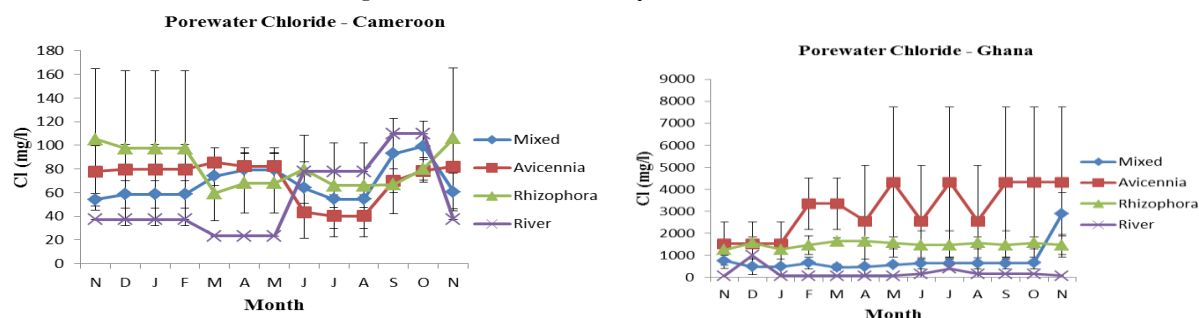 Porewater Chloride - Cameroon
180
160
140
120
100
80
60
40
20
0
Cl (mg/l)
N D J F M A M J J A S O N
Month
Mixed
Avicennia
Rhizophora
River
Porewater Chloride - Ghana
9000
8000
7000
6000
5000
4000
3000
2000
1000
0
Cl (mg/l)
N D J F M A M J J A S O N
Month
Mixed
Avicennia
Rhizophora
River